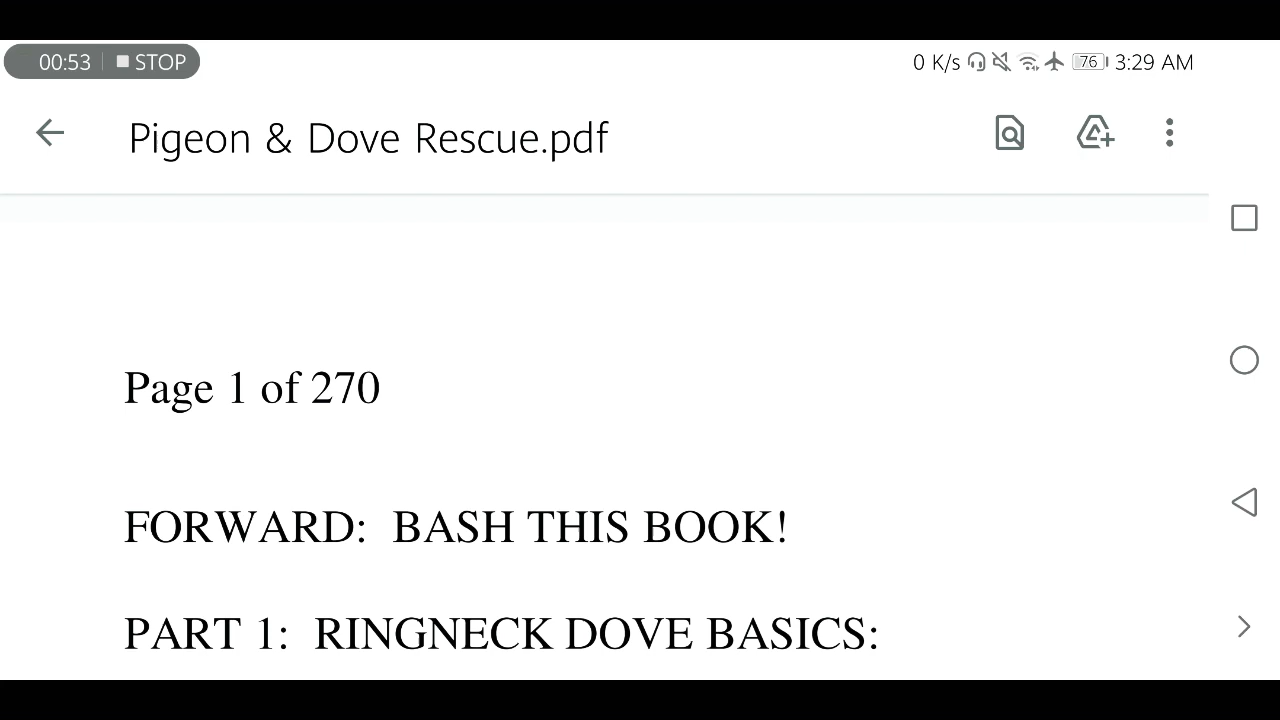 00:53 STOP 0 K/s 76 3:29 AM
Pigeon & Dove Rescue.pdf
Page 1 of 270
FORWARD: BASH THIS BOOK!
PART 1: RINGNECK DOVE BASICS: